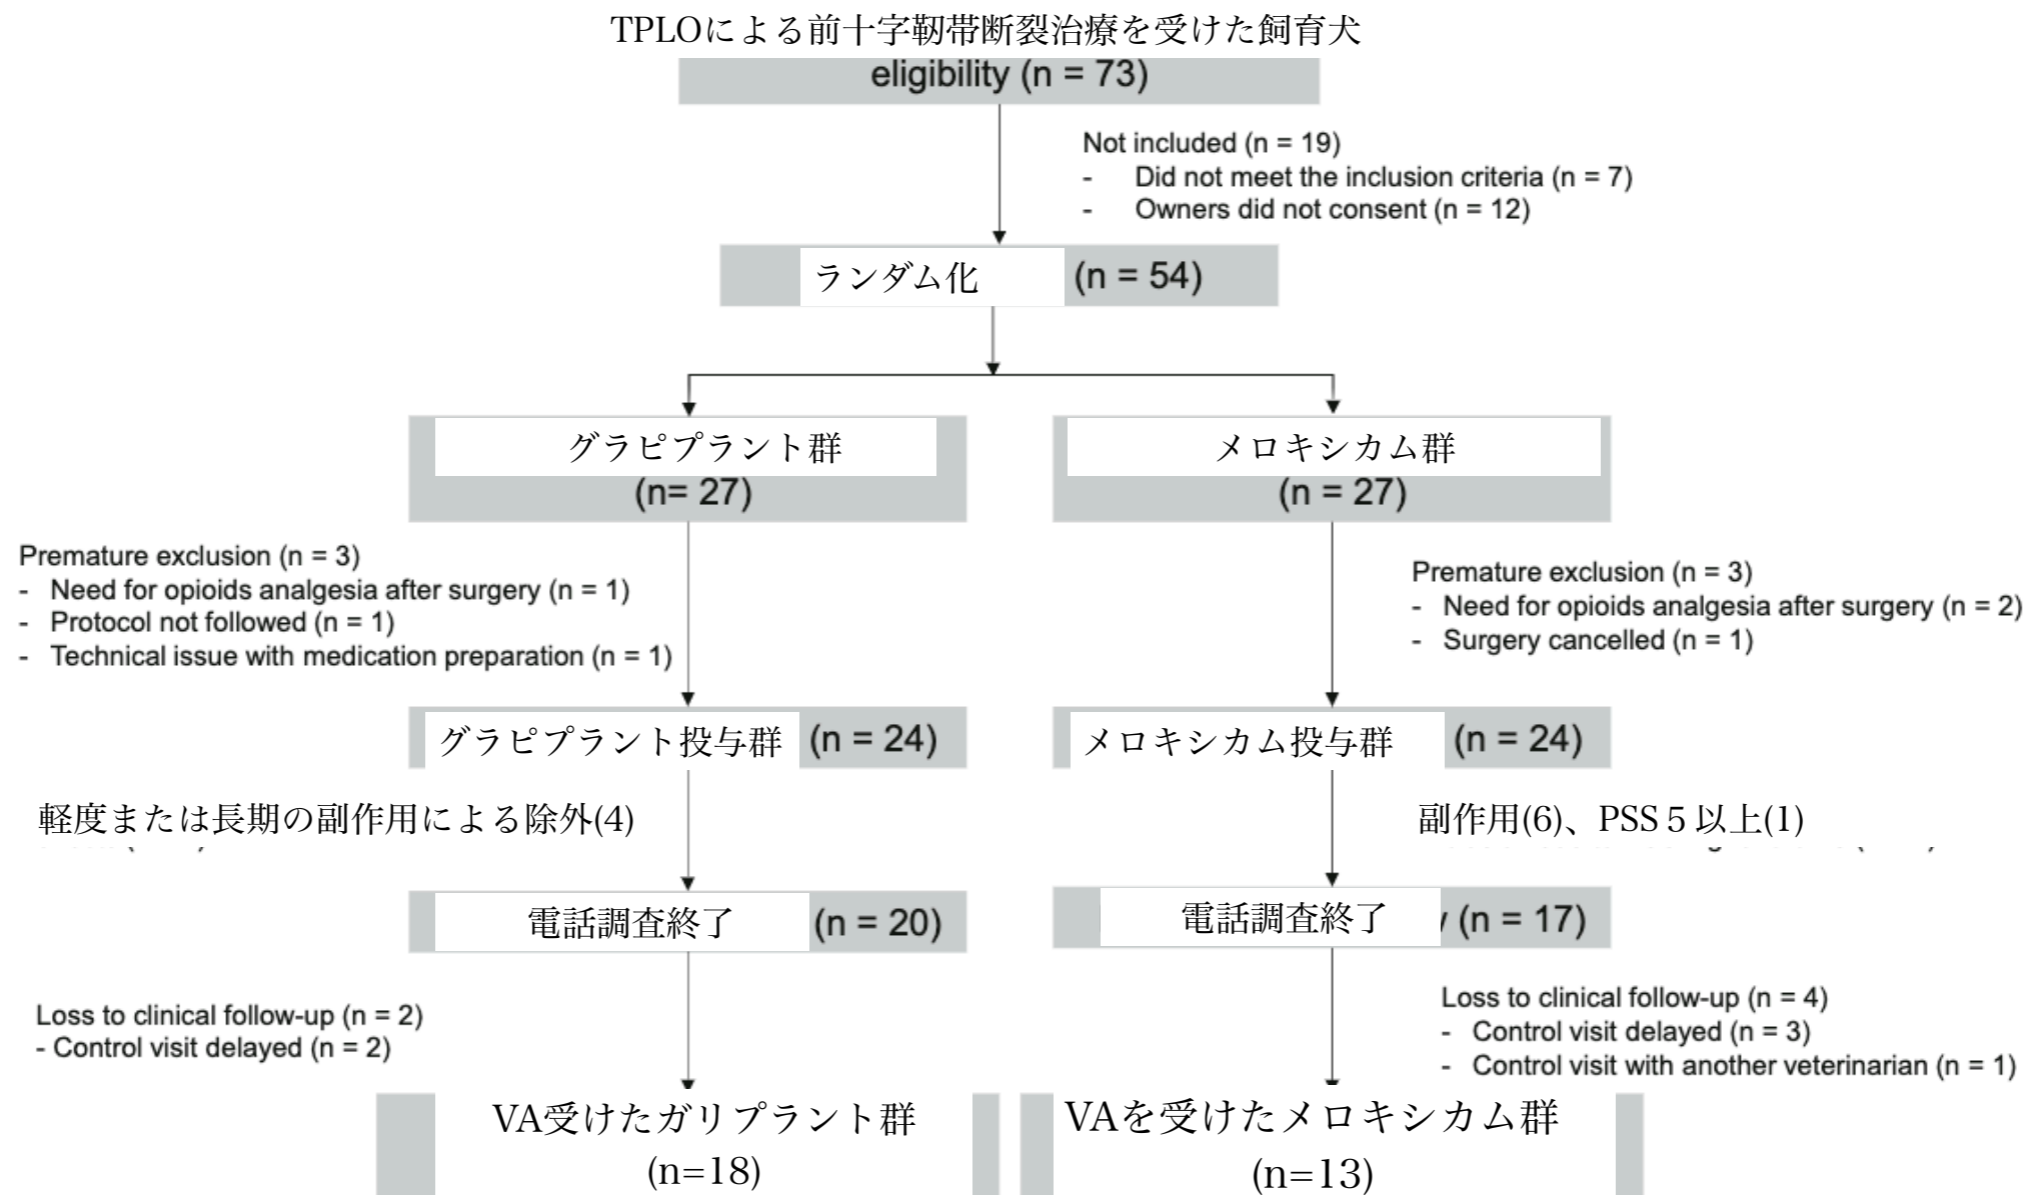 TPLOによる前十字靭帯断裂治療を受けた飼育犬
eligibility (n = 73)
Not included (n = 19)
- Did not meet the inclusion criteria (n = 7)
- Owners did not consent (n = 12)
ランダム化 (n = 54)
グラピプラント群
(n= 27)
メロキシカム群
(n = 27)
Premature exclusion (n = 3)
- Need for opioids analgesia after surgery (n = 1)
- Protocol not followed (n = 1)
- Technical issue with medication preparation (n = 1)
Premature exclusion (n = 3)
- Need for opioids analgesia after surgery (n = 2)
- Surgery cancelled (n = 1)
グラピプラント投与群 (n = 24)
メロキシカム投与群 (n = 24)
軽度または長期の副作用による除外(4)
副作用(6)、PSS５以上(1)
電話調査終了 (n = 20)
電話調査終了 (n = 17)
Loss to clinical follow-up (n = 2)
- Control visit delayed (n = 2)
Loss to clinical follow-up (n = 4)
- Control visit delayed (n = 3)
- Control visit with another veterinarian (n = 1)
VA受けたガリプラント群
(n=18)
VAを受けたメロキシカム群
(n=13)